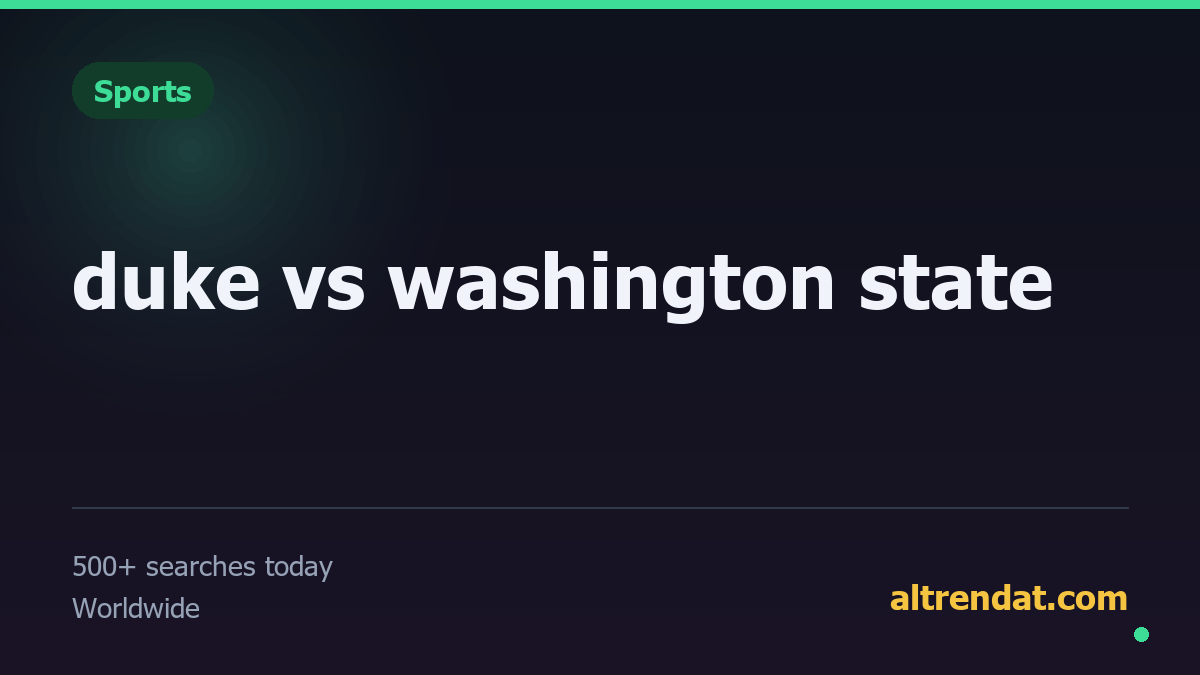 Sports
duke vs washington state
500+ searches today
Worldwide
altrendat.com